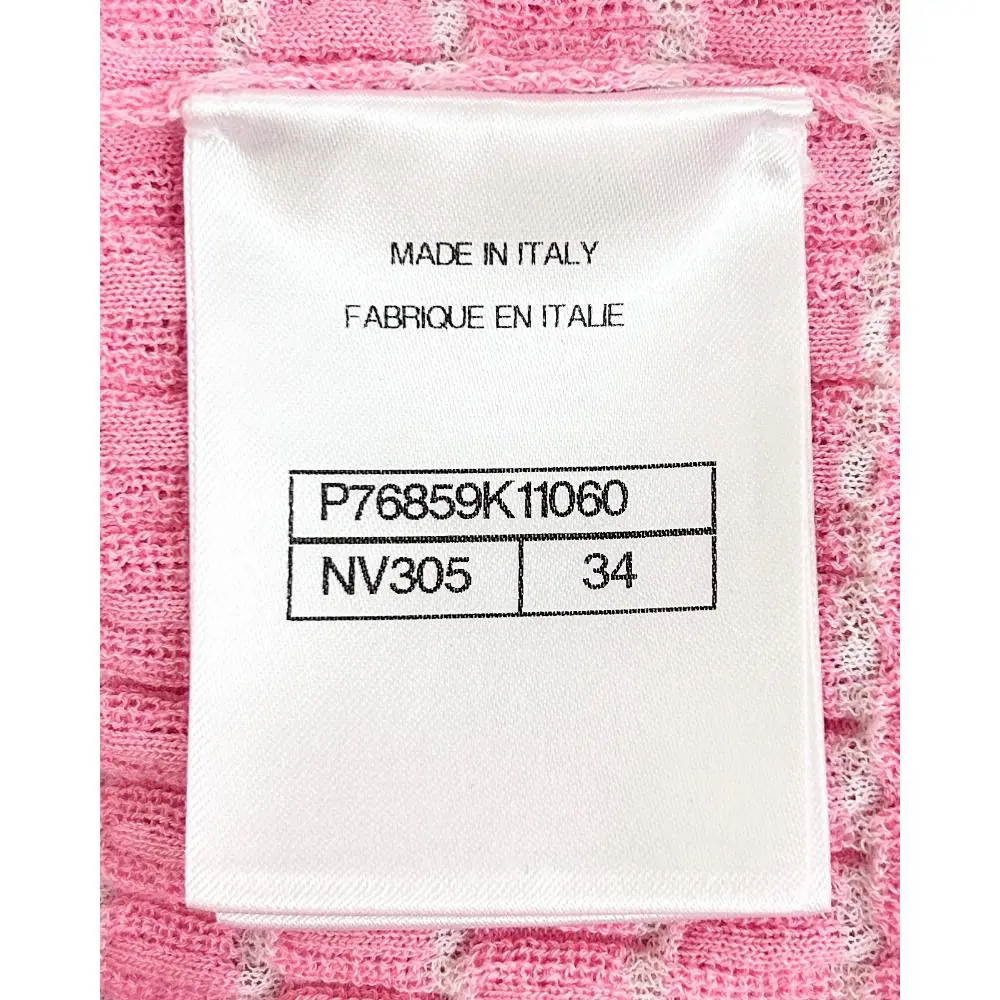 MADE IN ITALY
FABRIQUE EN ITALIE
P76859K11060
NV305 34